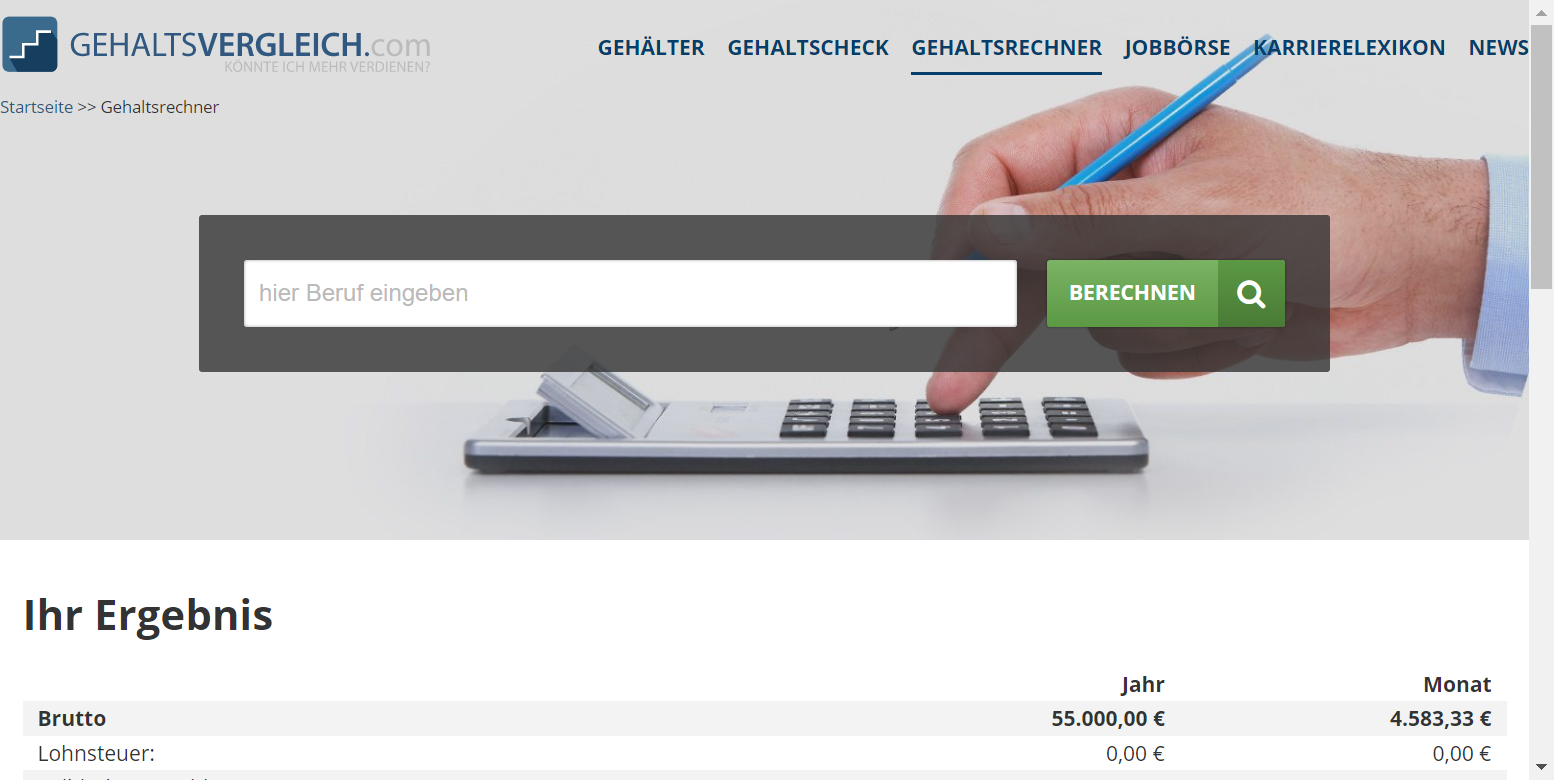 GEHALTSVERGLEICH.com
KÖNNTE ICH MEHR VERDIENEN?
GEHÄLTER GEHALTSCHECK GEHALTSRECHNER JOBBÖRSE KARRIERELEXIKON NEWS
Startseite >> Gehaltsrechner
hier Beruf eingeben
BERECHNEN
Ihr Ergebnis
Jahr Monat
Brutto 55.000,00 € 4.583,33 €
Lohnsteuer: 0,00 € 0,00 €